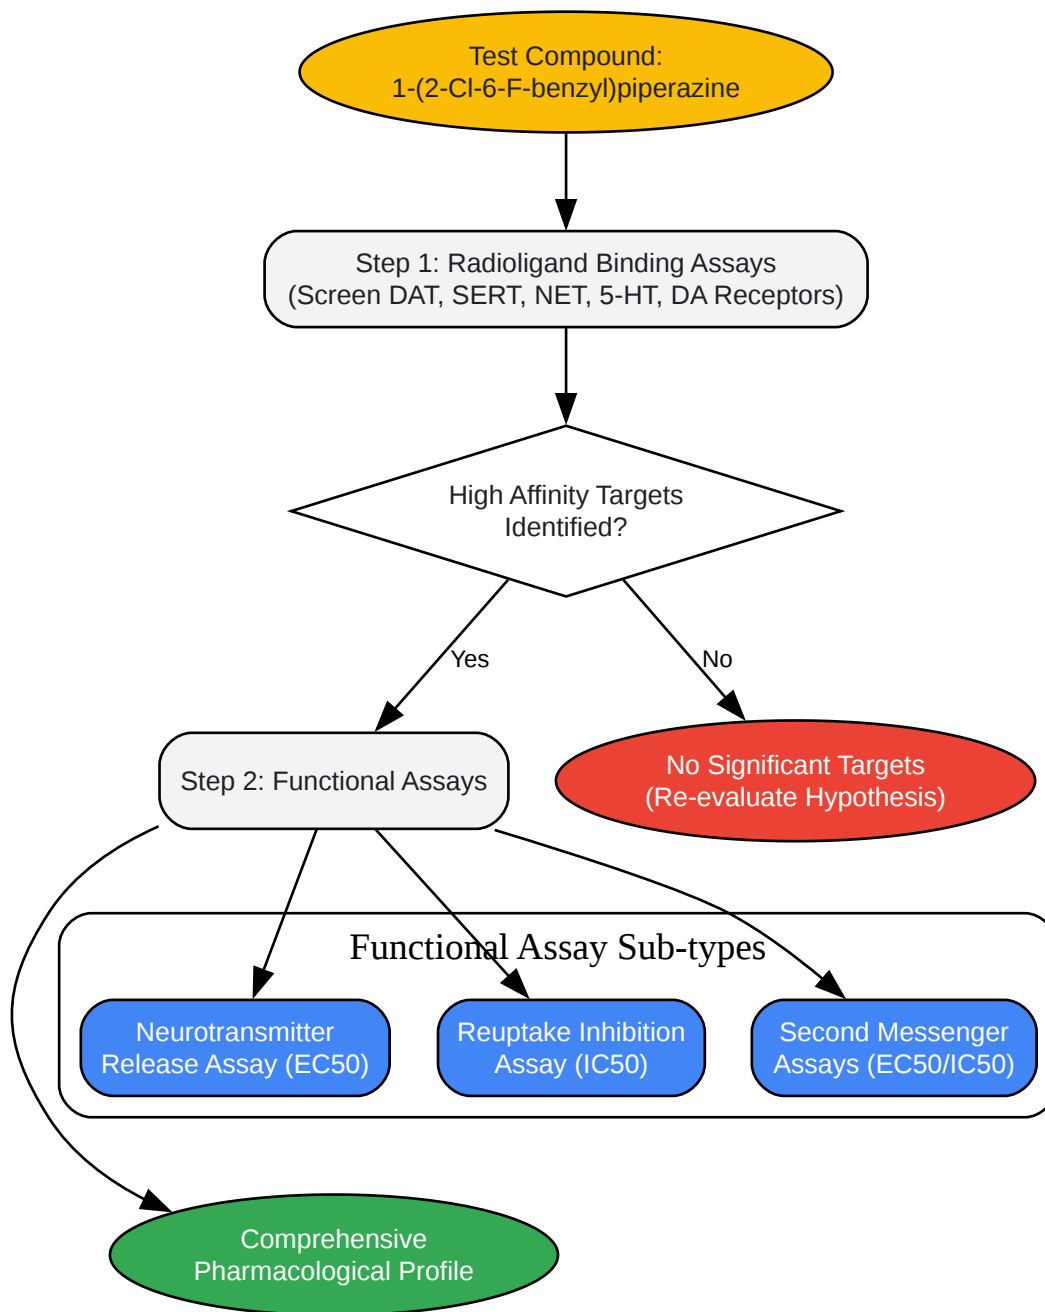 Test Compound:
1-(2-Cl-6-F-benzyl)piperazine
Step 1: Radioligand Binding Assays
(Screen DAT, SERT, NET, 5-HT, DA Receptors)
High Affinity Targets
Identified?
Yes
No
Step 2: Functional Assays
No Significant Targets
(Re-evaluate Hypothesis)
Functional Assay Sub-types
Neurotransmitter
Release Assay (EC50)
Reuptake Inhibition
Assay (IC50)
Second Messenger
Assays (EC50/IC50)
Comprehensive
Pharmacological Profile